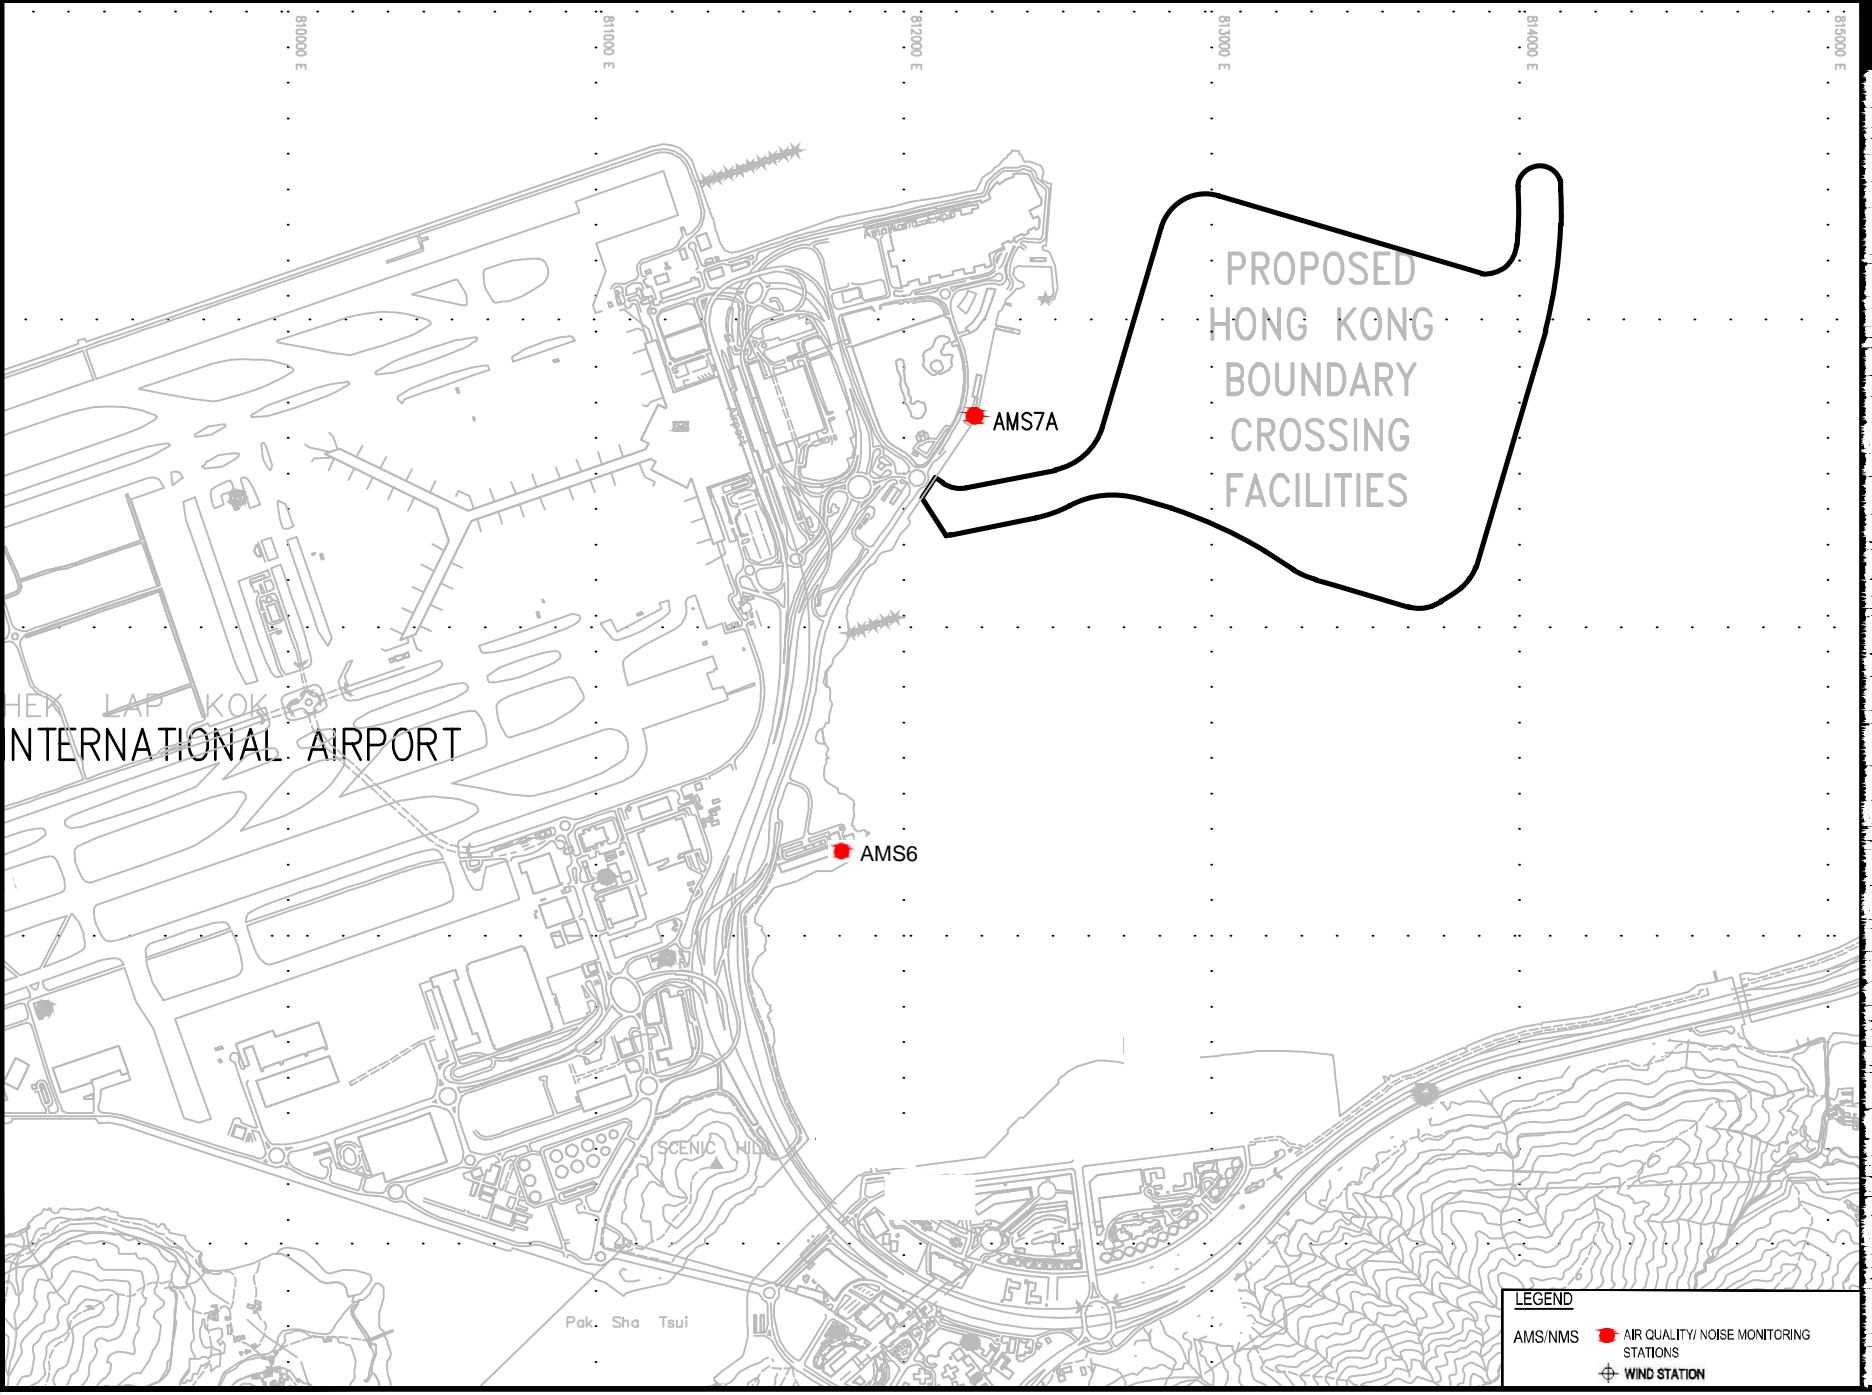 810000 E
811000 E
812000 E
813000 E
814000 E
815000 E
PROPOSED
HONG KONG
BOUNDARY
CROSSING
FACILITIES
Airport
AMS7A
HEK LAP KOK
INTERNATIONAL AIRPORT
AMS6
SCENIC HILL
Pak Sha Tsui
LEGEND
AMS/NMS AIR QUALITY/ NOISE MONITORING
STATIONS
WIND STATION